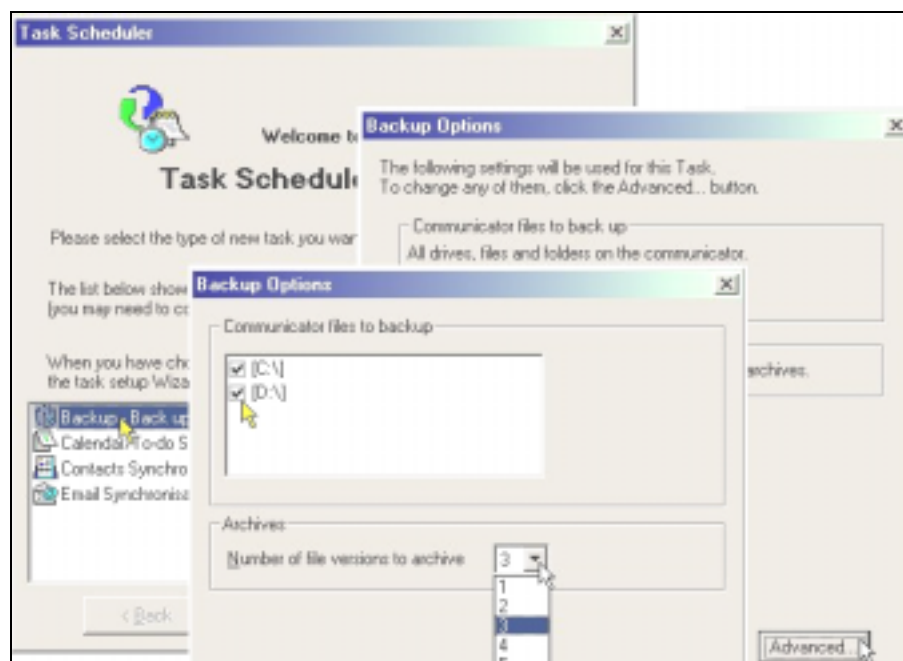 Task Scheduler
Welcome to
Task Schedul
Please select the type of new task you war
The list below show
(you may need to co
When you have cho
the task setup Wiza
Backup - Back up
Calendar/To-do S
Contacts Synchro
Email Synchronisa
< Back
Backup Options
The following settings will be used for this Task.
To change any of them, click the Advanced... button.
Communicator files to back up
All drives, files and folders on the communicator.
archives.
Advanced...
Backup Options
Communicator files to backup
[C:\]
[D:\]
Archives
Number of file versions to archive
3
1
2
3
4
5